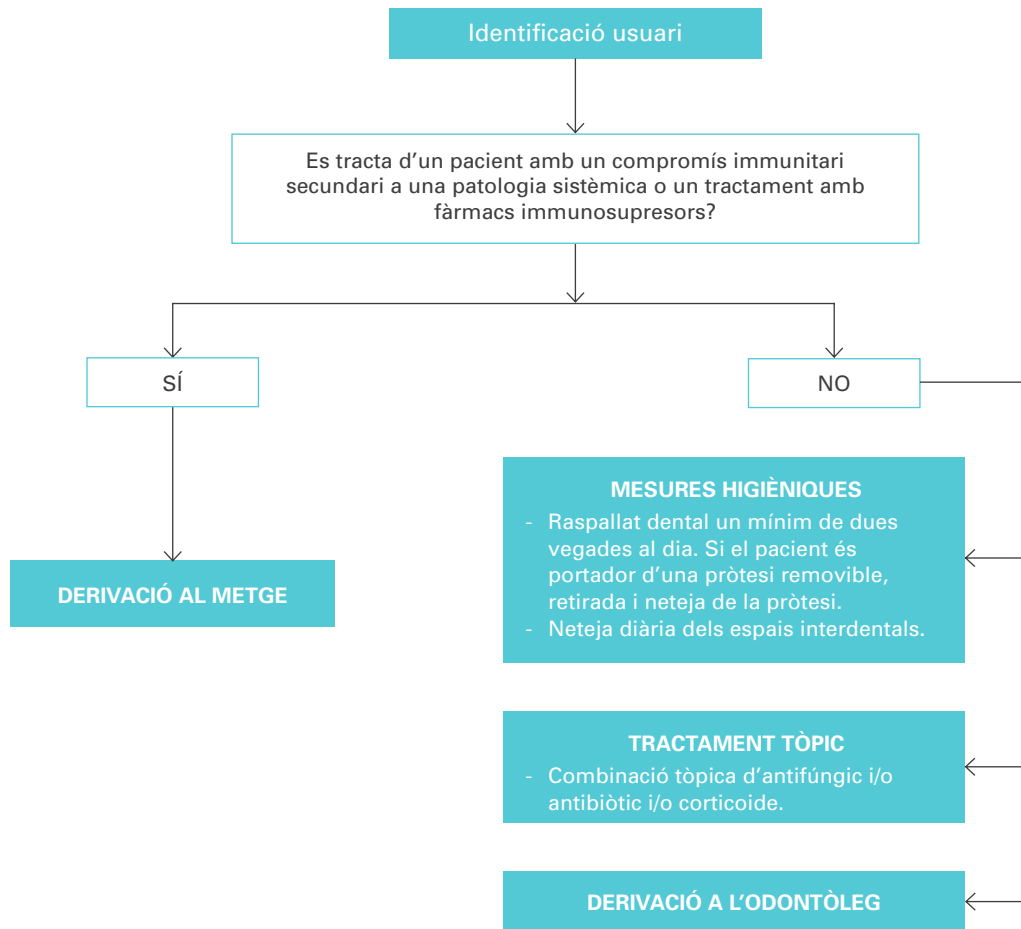 Identificació usuari
Es tracta d'un pacient amb un compromís immunitari
secundari a una patologia sistèmica o un tractament amb
fàrmacs immunosupresors?
SÍ
NO
MESURES HIGIÈNIQUES
- Raspallat dental un mínim de dues
vegades al dia. Si el pacient és
portador d'una pròtesi removible,
retirada i neteja de la pròtesi.
- Neteja diària dels espais interdentals.
DERIVACIÓ AL METGE
TRACTAMENT TÒPIC
- Combinació tòpica d'antifúngic i/o
antibiòtic i/o corticoide.
DERIVACIÓ A L'ODONTÒLEG